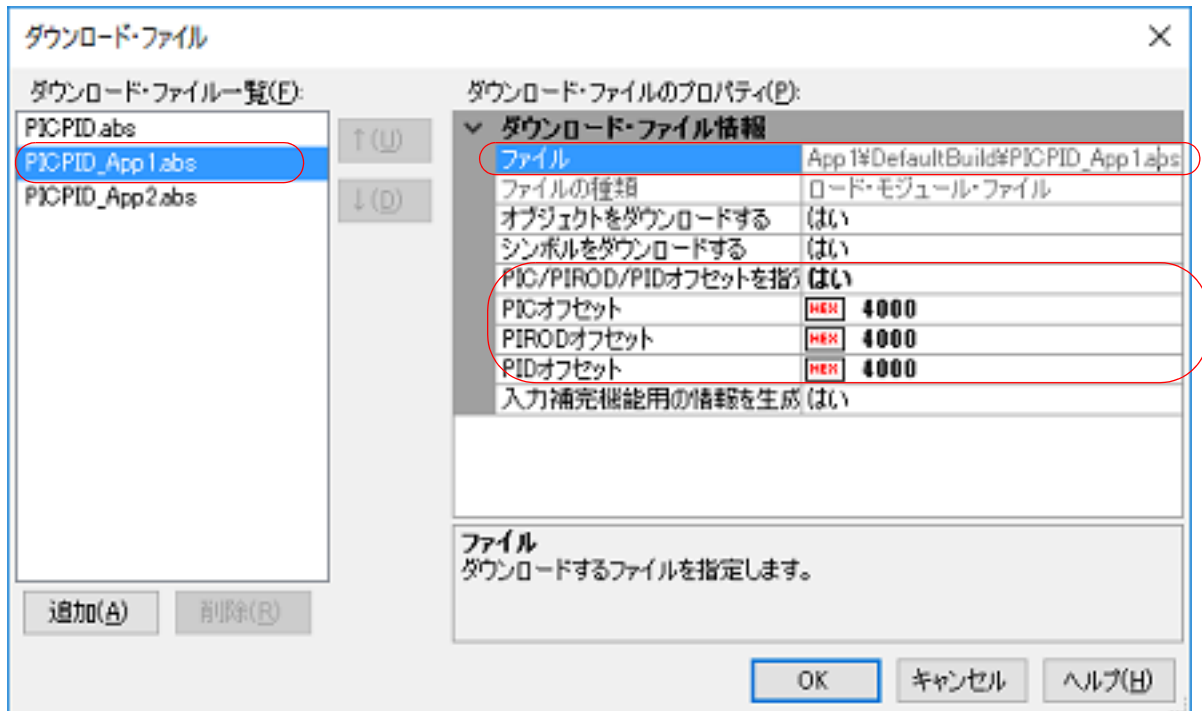 ダウンロード・ファイル
ダウンロード・ファイル一覧(F):
PICPID.abs
PICPID_App1.abs
PICPID_App2.abs
↑(U)
↓(D)
追加(A)
削除(R)
ダウンロード・ファイルのプロパティ(P):
ダウンロード・ファイル情報
ファイル App1¥DefaultBuild¥PICPID_App1.abs
ファイルの種類 ロード・モジュール・ファイル
オブジェクトをダウンロードする はい
シンボルをダウンロードする はい
PIC/PIROD/PIDオフセットを指定 はい
PICオフセット HEX 4000
PIRODオフセット HEX 4000
PIDオフセット HEX 4000
入力補完機能用の情報を生成 はい
ファイル
ダウンロードするファイルを指定します。
OK キャンセル ヘルプ(H)